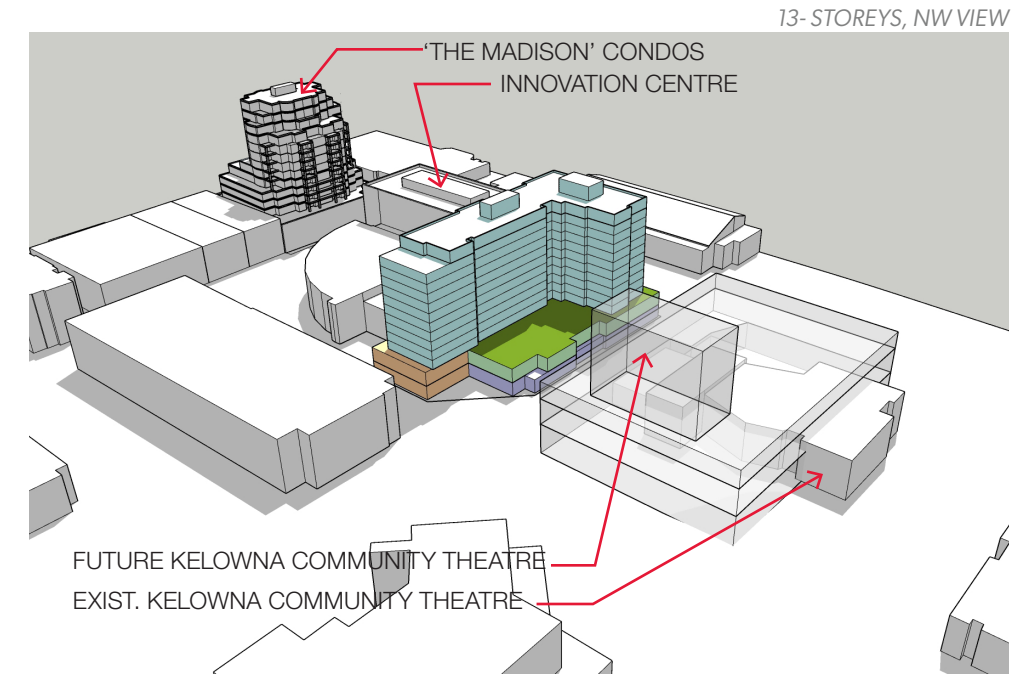 13- STOREYS, NW VIEW
'THE MADISON' CONDOS
INNOVATION CENTRE
FUTURE KELOWNA COMMUNITY THEATRE
EXIST. KELOWNA COMMUNITY THEATRE